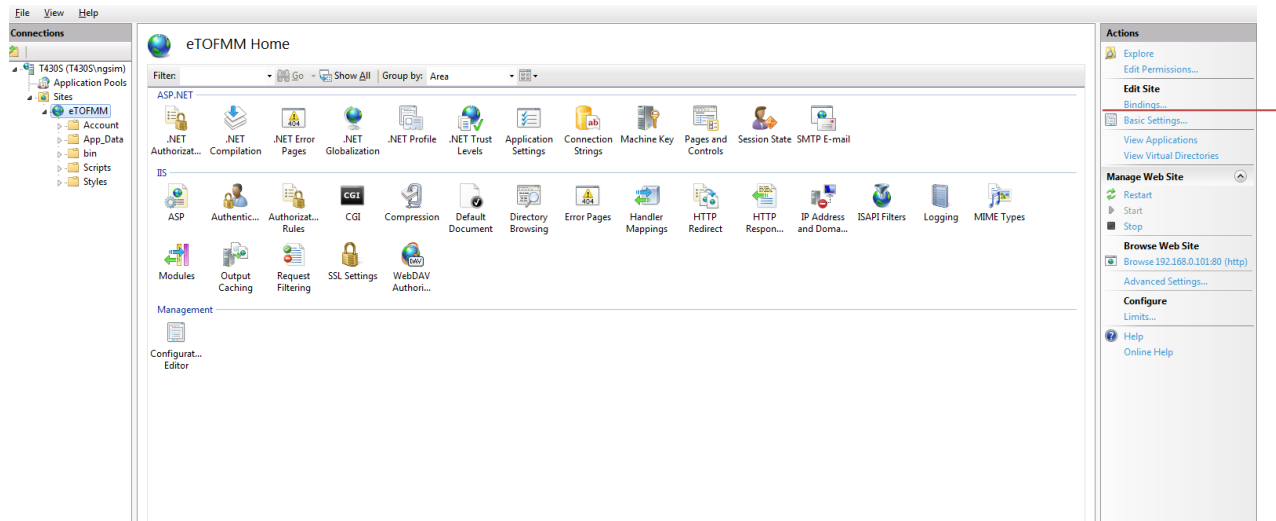 File View Help
Connections
T430S (T430S\ngsim)
Application Pools
Sites
eTOFMM
Account
App_Data
bin
Scripts
Styles
eTOFMM Home
Filter: Go Show All Group by: Area
ASP.NET
.NET Authorizat...
.NET Compilation
.NET Error Pages
.NET Globalization
.NET Profile
.NET Trust Levels
Application Settings
Connection Strings
Machine Key
Pages and Controls
Session State
SMTP E-mail
IIS
ASP
Authentic...
Authorizat... Rules
CGI
Compression
Default Document
Directory Browsing
Error Pages
Handler Mappings
HTTP Redirect
HTTP Respon...
IP Address and Doma...
ISAPI Filters
Logging
MIME Types
Modules
Output Caching
Request Filtering
SSL Settings
WebDAV Authori...
Management
Configurat... Editor
Actions
Explore
Edit Permissions...
Edit Site
Bindings...
Basic Settings...
View Applications
View Virtual Directories
Manage Web Site
Restart
Start
Stop
Browse Web Site
Browse 192.168.0.101:80 (http)
Advanced Settings...
Configure
Limits...
Help
Online Help